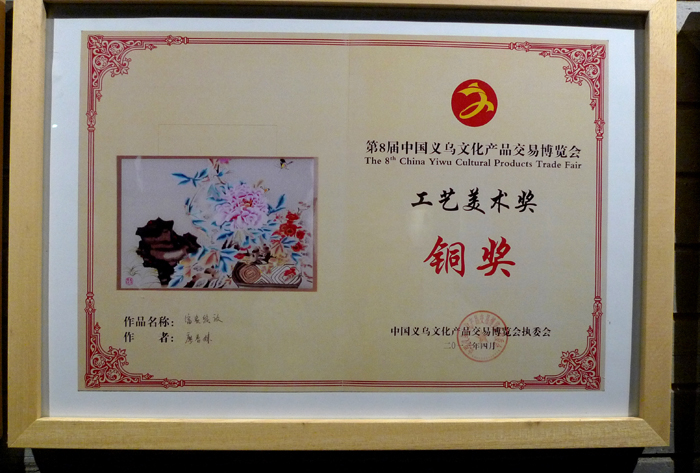 第8届中国义乌文化产品交易博览会
The 8th China Yiwu Cultural Products Trade Fair
工艺美术奖
铜奖
作品名称：
作　　者：
中国义乌文化产品交易博览会执委会
年四月